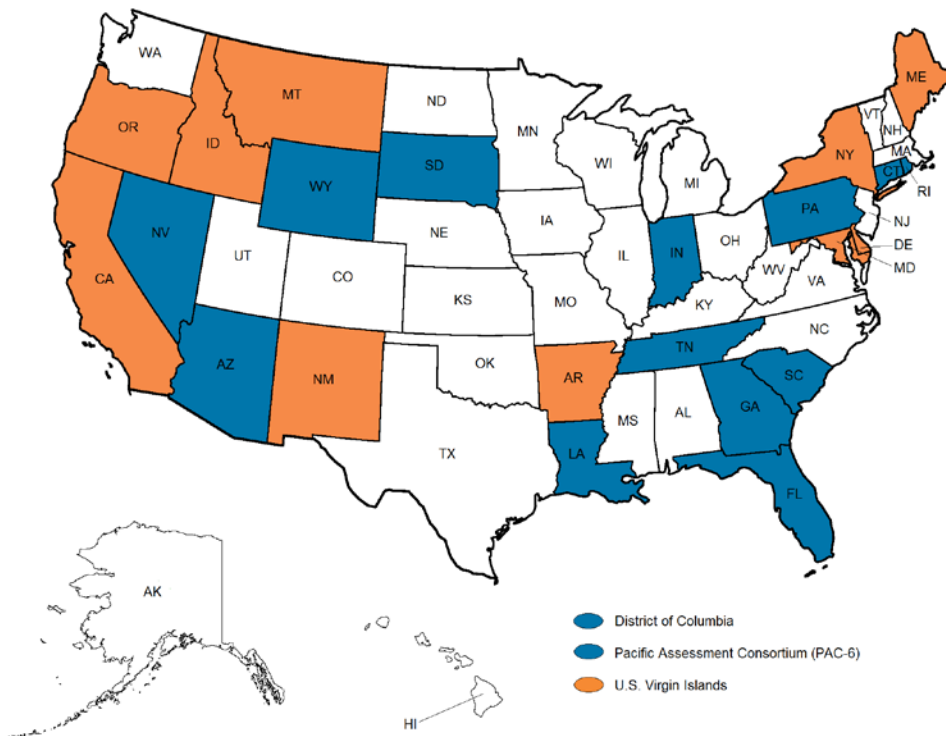 WA
MT
ND
MN
ME
VT
NH
OR
ID
WY
SD
WI
MI
NY
MA
CT
RI
NV
UT
NE
IA
IL
IN
OH
PA
NJ
DE
MD
CA
CO
KS
MO
KY
WV
VA
AZ
NM
OK
AR
TN
NC
SC
TX
LA
MS
AL
GA
FL
AK
HI
District of Columbia
Pacific Assessment Consortium (PAC-6)
U.S. Virgin Islands